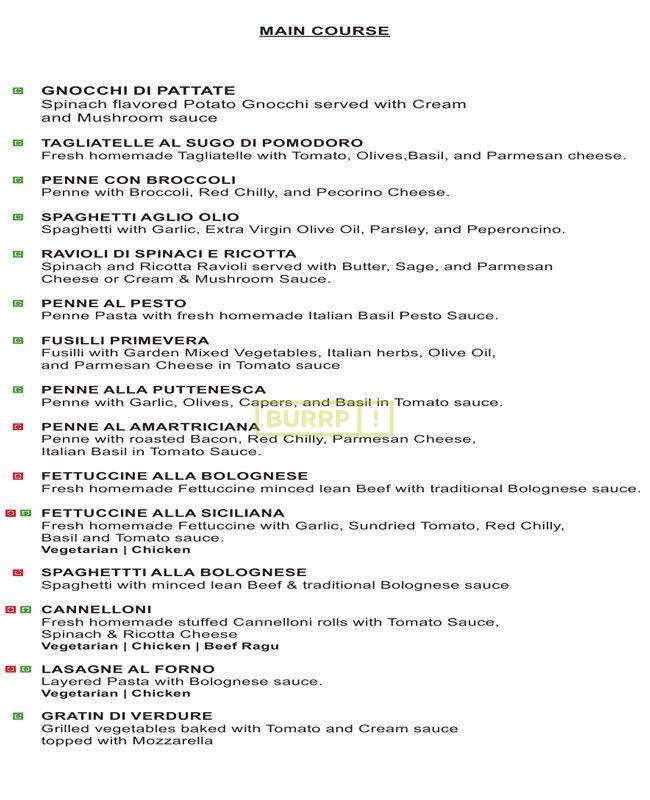 MAIN COURSE
GNOCCHI DI PATTATE
Spinach flavored Potato Gnocchi served with Cream
and Mushroom sauce
TAGLIATELLE AL SUGO DI POMODORO
Fresh homemade Tagliatelle with Tomato, Olives,Basil, and Parmesan cheese.
PENNE CON BROCCOLI
Penne with Broccoli, Red Chilly, and Pecorino Cheese.
SPAGHETTI AGLIO OLIO
Spaghetti with Garlic, Extra Virgin Olive Oil, Parsley, and Peperoncino.
RAVIOLI DI SPINACI E RICOTTA
Spinach and Ricotta Ravioli served with Butter, Sage, and Parmesan
Cheese or Cream & Mushroom Sauce.
PENNE AL PESTO
Penne Pasta with fresh homemade Italian Basil Pesto Sauce.
FUSILLI PRIMEVERA
Fusilli with Garden Mixed Vegetables, Italian herbs, Olive Oil,
and Parmesan Cheese in Tomato sauce
PENNE ALLA PUTTENESCA
Penne with Garlic, Olives, Capers, and Basil in Tomato sauce.
BURRP !
PENNE AL AMARTRICIANA
Penne with roasted Bacon, Red Chilly, Parmesan Cheese,
Italian Basil in Tomato Sauce.
FETTUCCINE ALLA BOLOGNESE
Fresh homemade Fettuccine minced lean Beef with traditional Bolognese sauce.
FETTUCCINE ALLA SICILIANA
Fresh homemade Fettuccine with Garlic, Sundried Tomato, Red Chilly,
Basil and Tomato sauce.
Vegetarian | Chicken
SPAGHETTTI ALLA BOLOGNESE
Spaghetti with minced lean Beef & traditional Bolognese sauce
CANNELLONI
Fresh homemade stuffed Cannelloni rolls with Tomato Sauce,
Spinach & Ricotta Cheese
Vegetarian | Chicken | Beef Ragu
LASAGNE AL FORNO
Layered Pasta with Bolognese sauce.
Vegetarian | Chicken
GRATIN DI VERDURE
Grilled vegetables baked with Tomato and Cream sauce
topped with Mozzarella